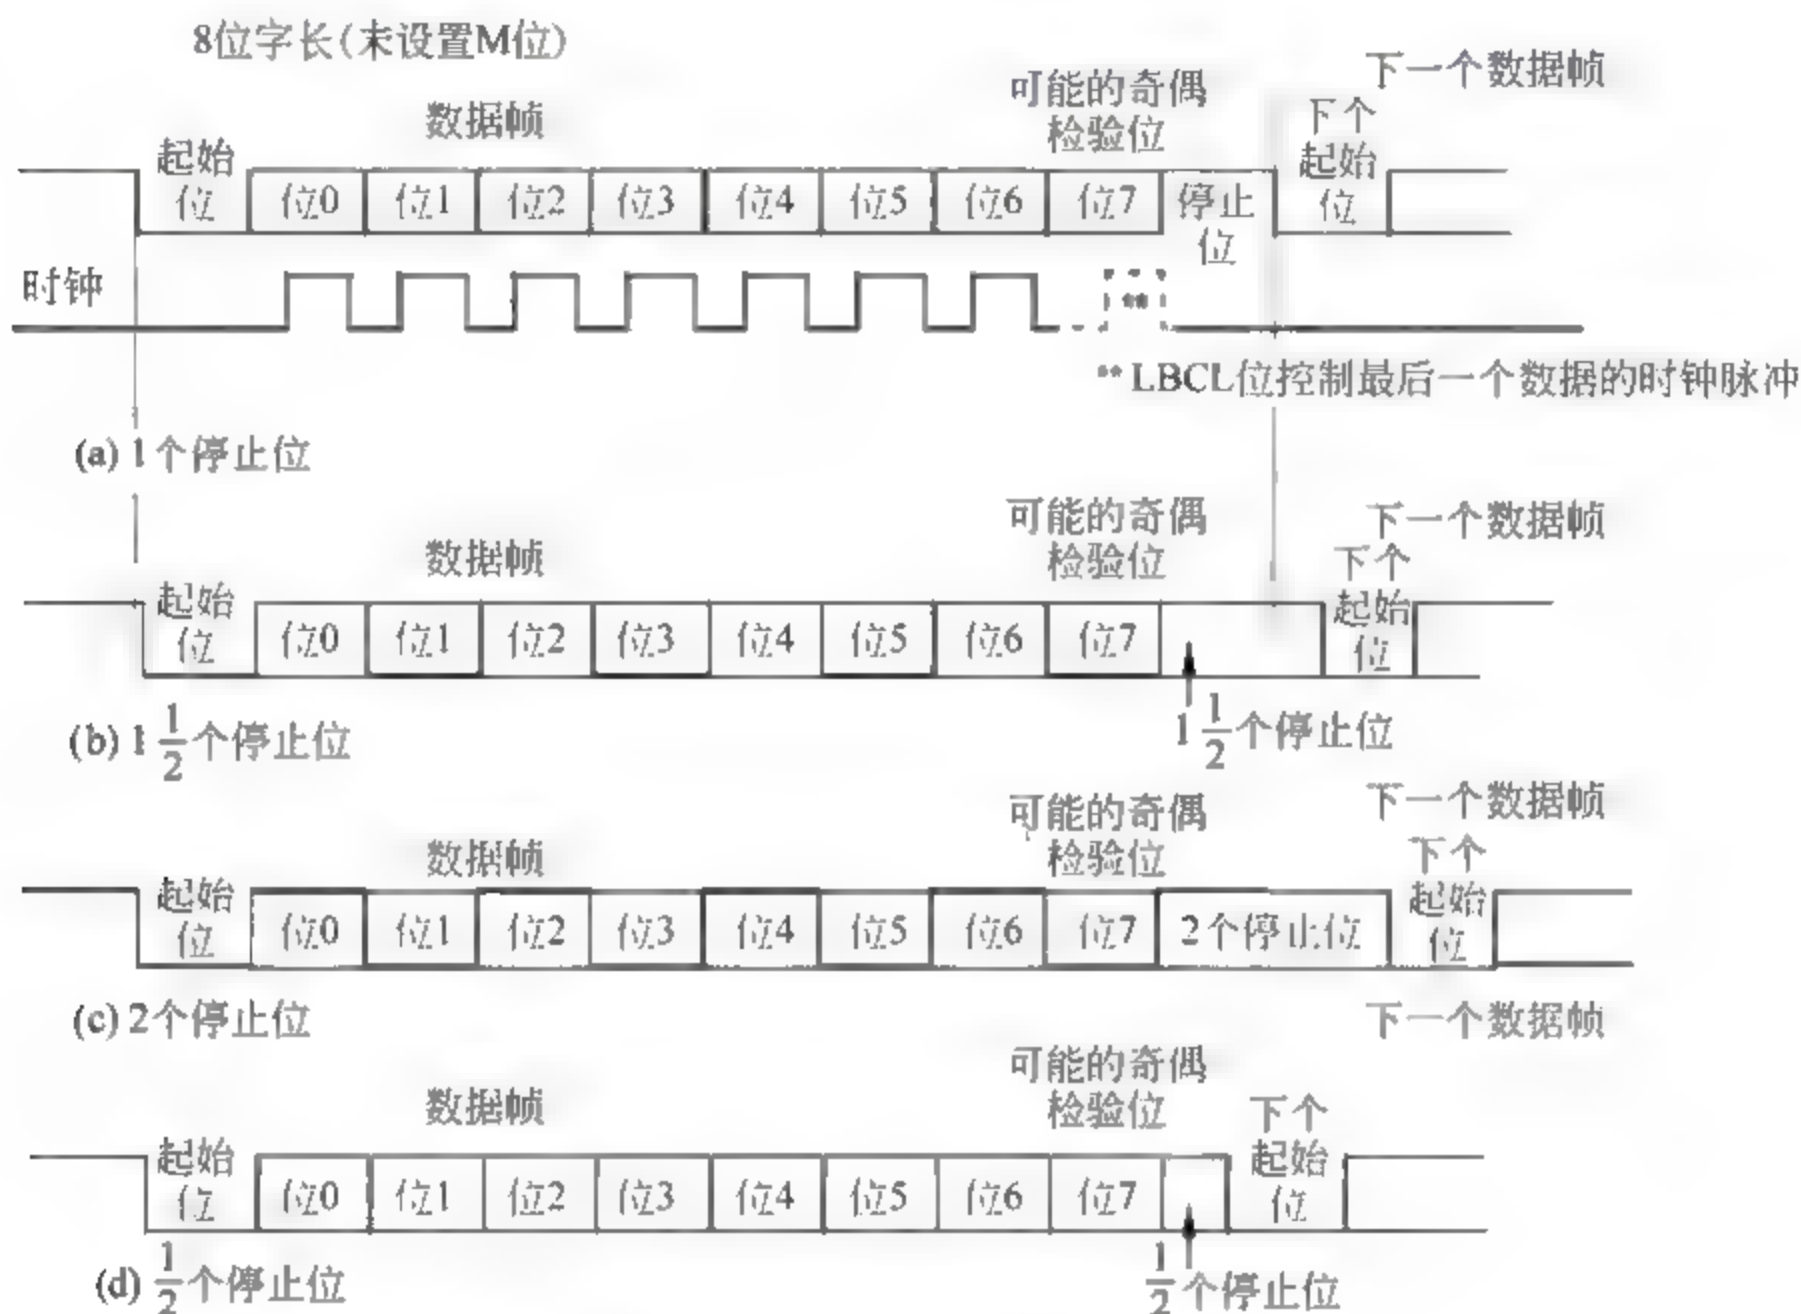 8位字长(未设置M位)
下一个数据帧
可能的奇偶
检验位
数据帧
下个
起始
位
起始
位
位0 位1 位2 位3 位4 位5 位6 位7
停止
位
时钟
**
** LBCL位控制最后一个数据的时钟脉冲
(a) 1个停止位
可能的奇偶
检验位
下一个数据帧
数据帧
下个
起始
位
起始
位
位0 位1 位2 位3 位4 位5 位6 位7
(b) 1 1/2 个停止位
1 1/2 个停止位
可能的奇偶
检验位
下一个数据帧
数据帧
下个
起始
位
起始
位
位0 位1 位2 位3 位4 位5 位6 位7 2个停止位
(c) 2个停止位
下一个数据帧
可能的奇偶
检验位
数据帧
下个
起始
位
起始
位
位0 位1 位2 位3 位4 位5 位6 位7
(d) 1/2 个停止位
1/2 个停止位